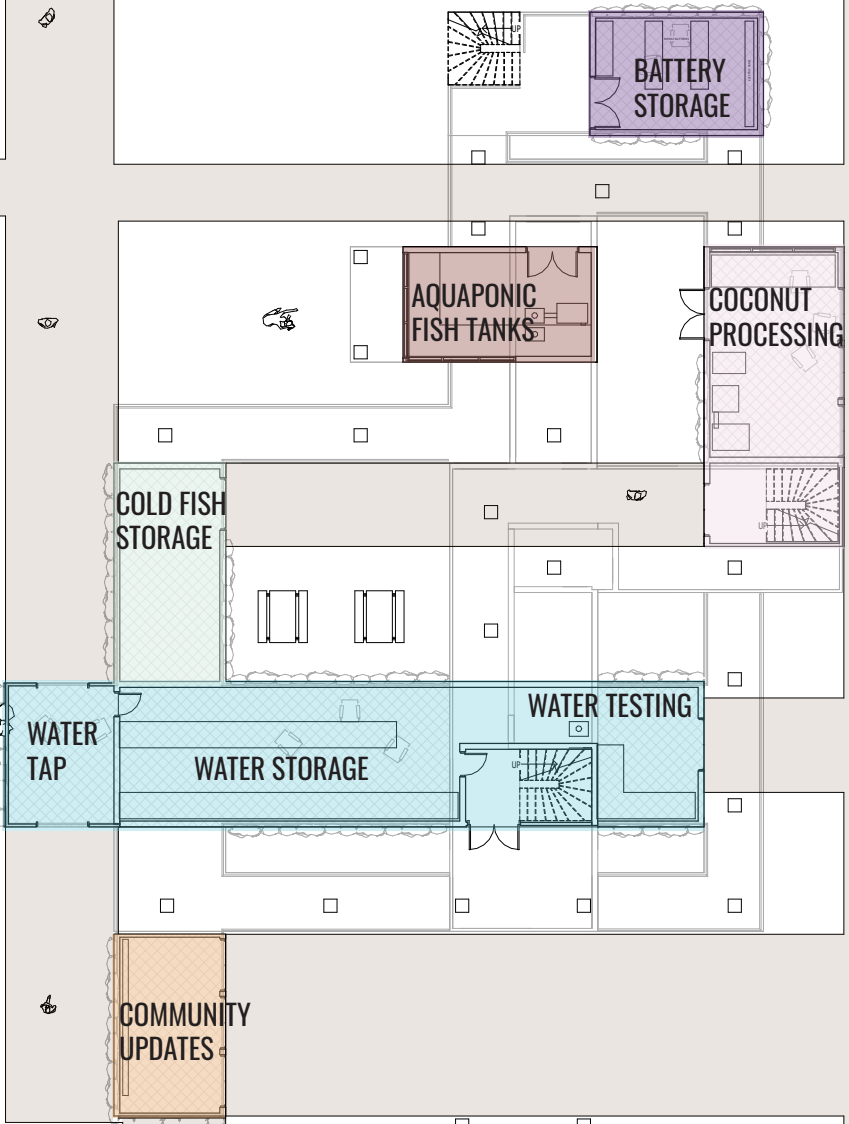 UP
BATTERY
STORAGE
AQUAPONIC
FISH TANKS
COCONUT
PROCESSING
COLD FISH
STORAGE
UP
WATER TESTING
WATER
TAP
WATER STORAGE
UP
COMMUNITY
UPDATES